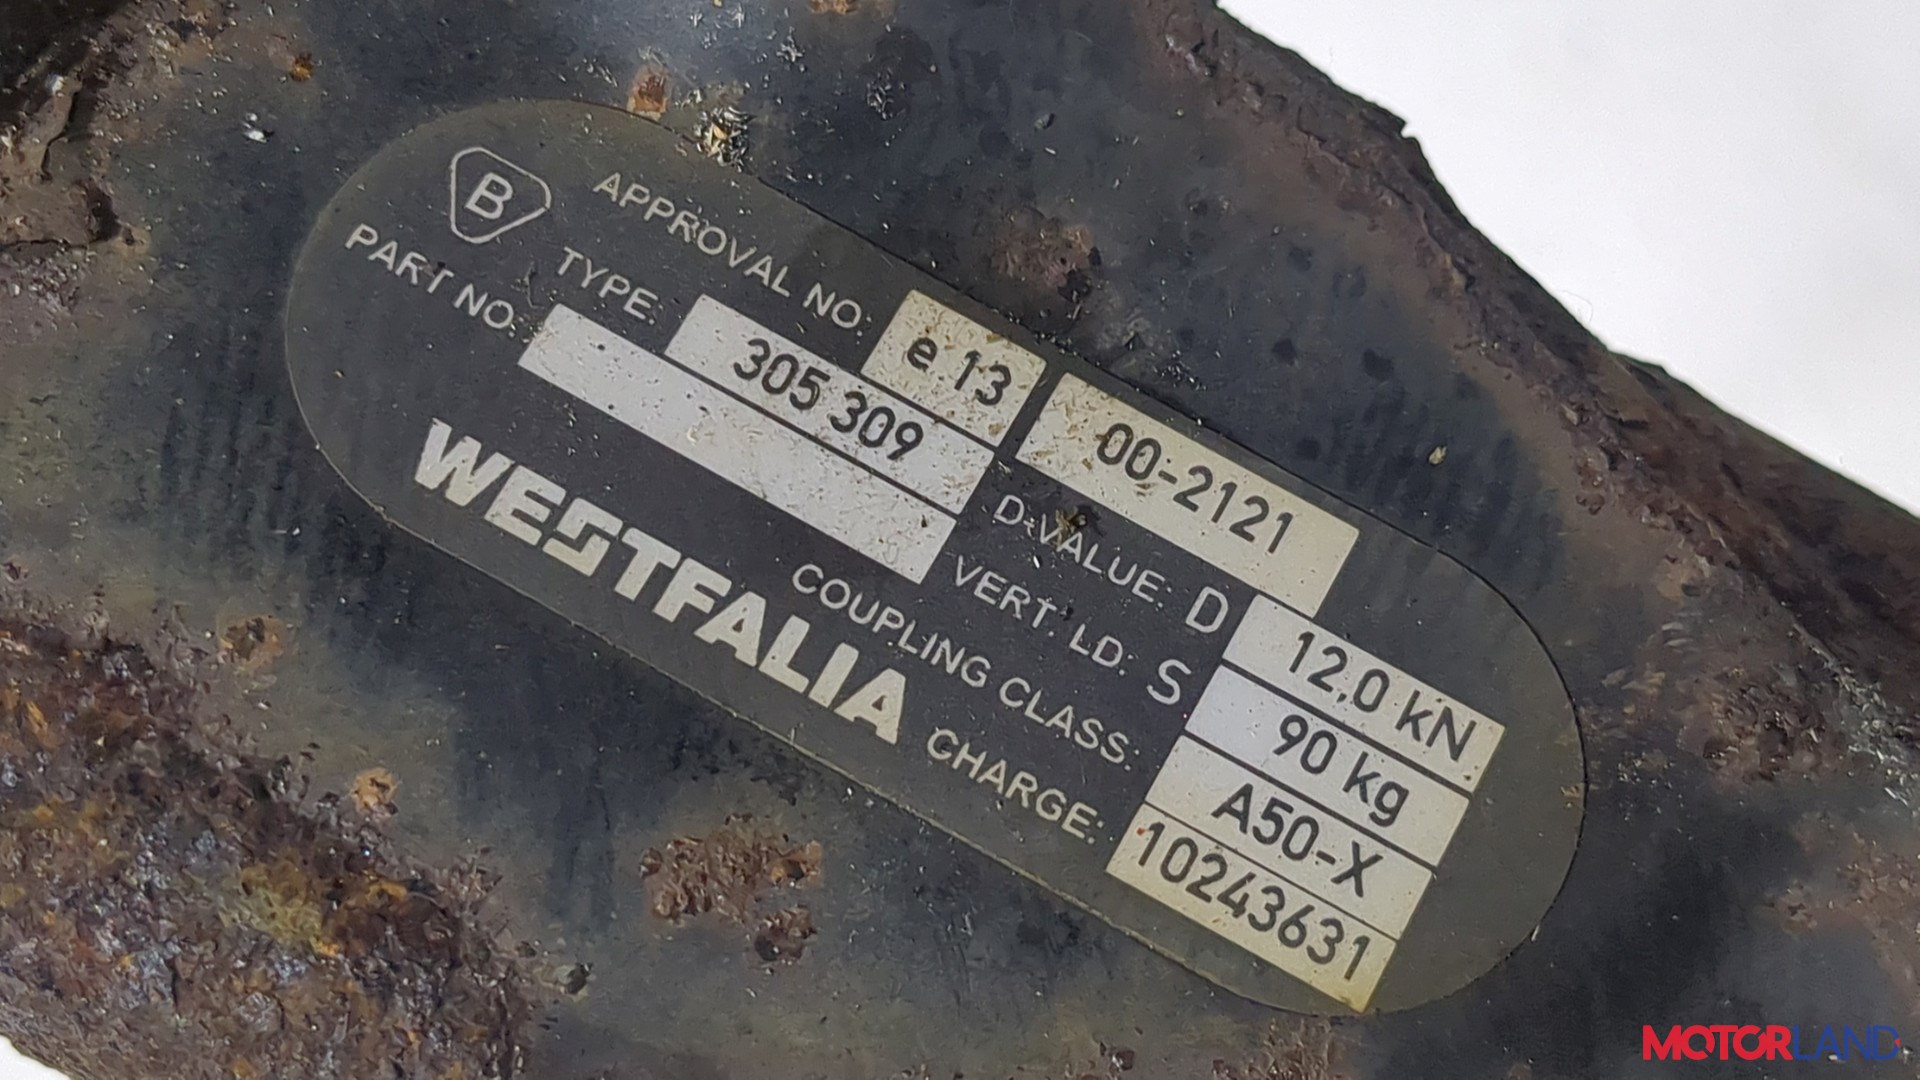 B APPROVAL NO: e 13 00-2121
TYPE: 305 309 D-VALUE: D 12,0 kN
PART NO: VERT. LD: S 90 kg
COUPLING CLASS: A50-X
WESTFALIA CHARGE: 10243631
MOTORLAND